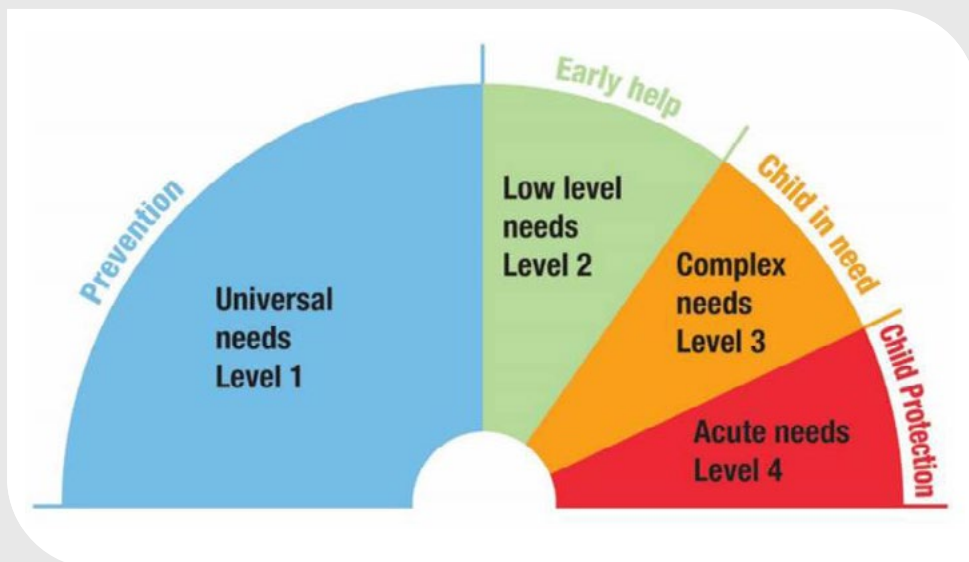 Prevention
Universal
needs
Level 1
Early help
Low level
needs
Level 2
Child in need
Complex
needs
Level 3
Child Protection
Acute needs
Level 4